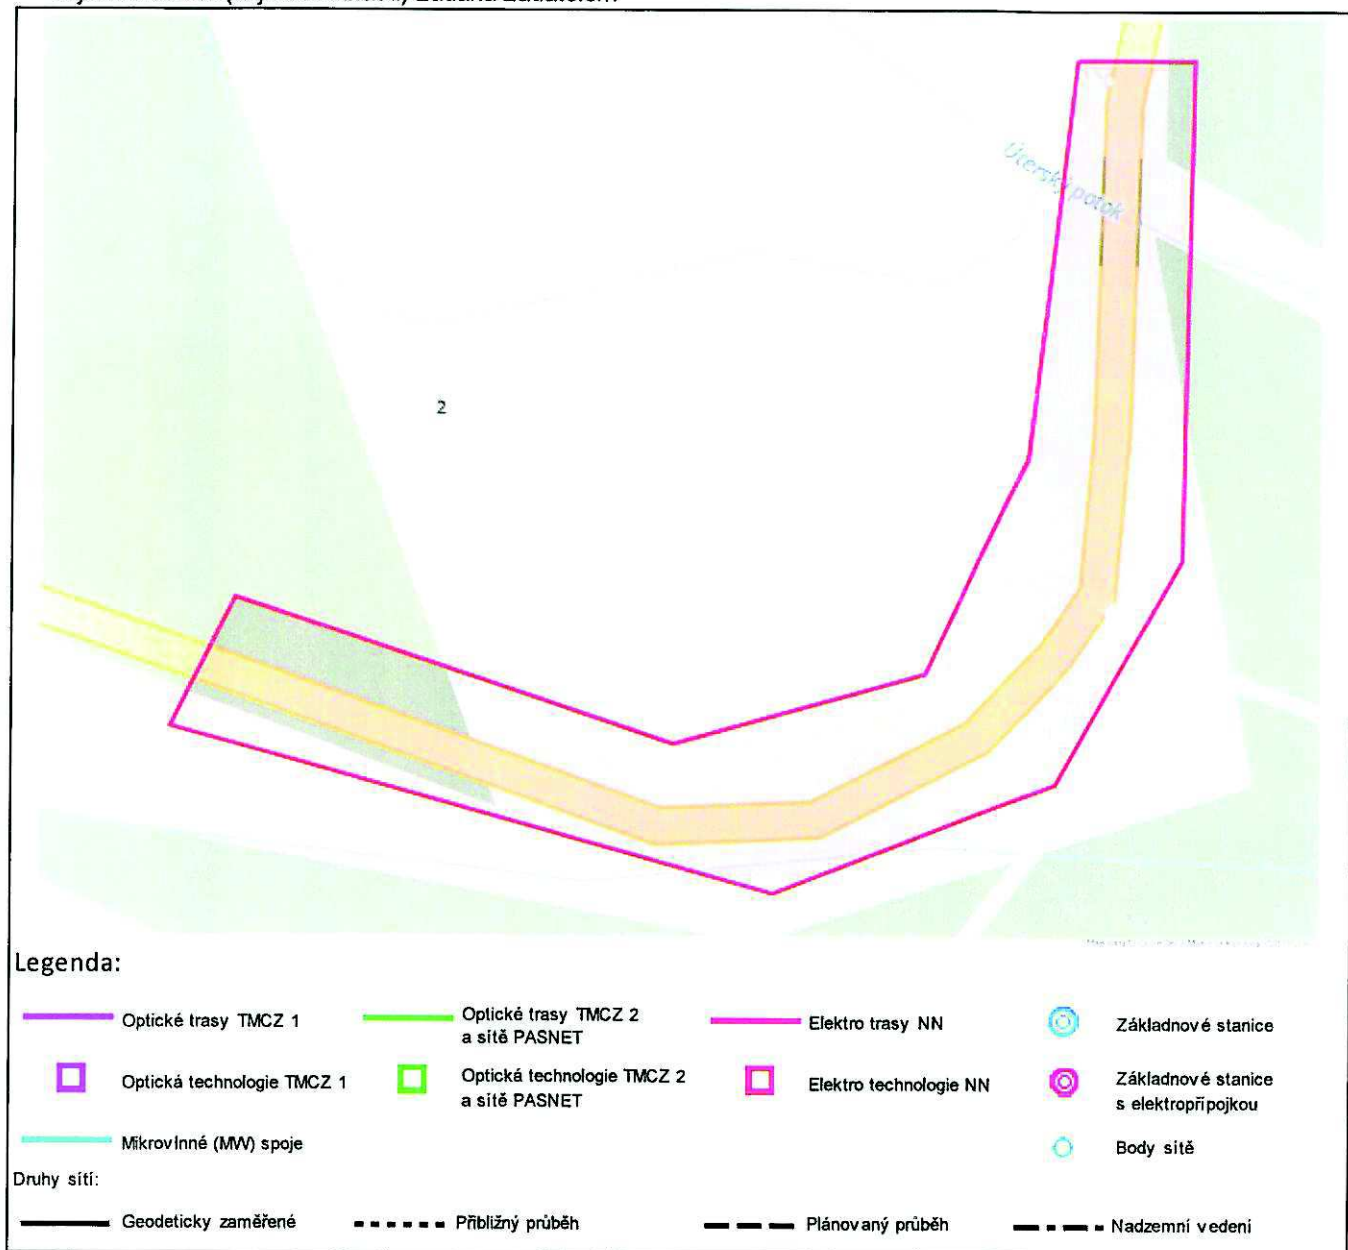 Úterský potok
2
Legenda:
Optické trasy TMCZ 1
Optické trasy TMCZ 2
a sítě PASNET
Elektro trasy NN
Základnové stanice
Optická technologie TMCZ 1
Optická technologie TMCZ 2
a sítě PASNET
Elektro technologie NN
Základnové stanice
s elektropřípojkou
Mikrovlnné (MW) spoje
Body sítě
Druhy sítí:
Geodeticky zaměřené
Přibližný průběh
Plánovaný průběh
Nadzemní vedení